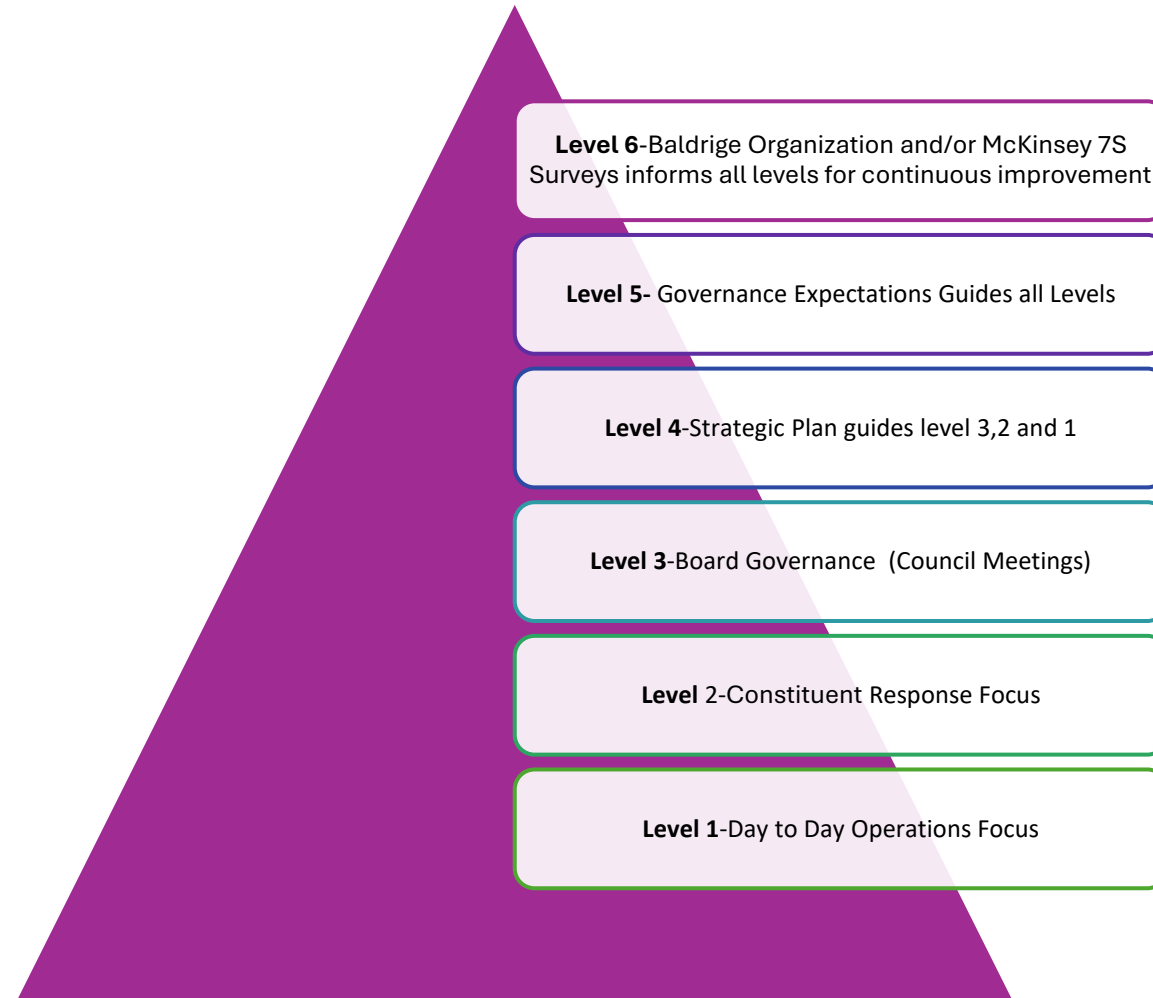 Level 6-Baldrige Organization and/or McKinsey 7S
Surveys informs all levels for continuous improvement
Level 5- Governance Expectations Guides all Levels
Level 4-Strategic Plan guides level 3,2 and 1
Level 3-Board Governance  (Council Meetings)
Level 2-Constituent Response Focus
Level 1-Day to Day Operations Focus